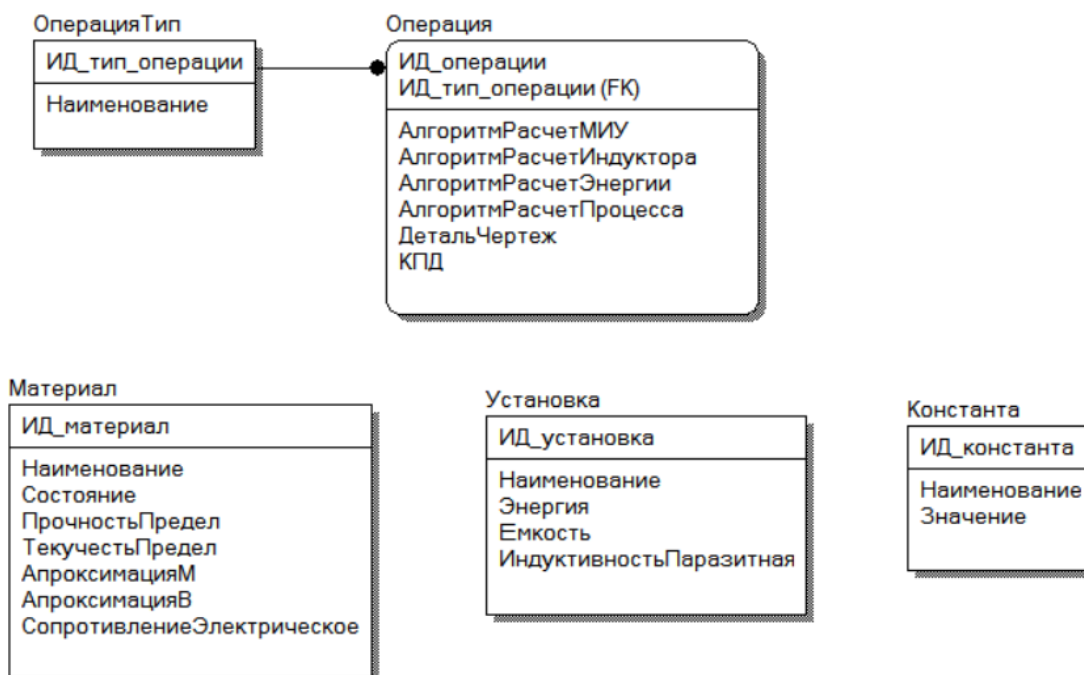 ОперацияТип
ИД_тип_операции
Наименование
Операция
ИД_операции
ИД_тип_операции (FK)
АлгоритмРасчетМИУ
АлгоритмРасчетИндуктора
АлгоритмРасчетЭнергии
АлгоритмРасчетПроцесса
ДетальЧертеж
КПД
Материал
ИД_материал
Наименование
Состояние
ПрочностьПредел
ТекучестьПредел
АпроксимацияМ
АпроксимацияВ
СопротивлениеЭлектрическое
Установка
ИД_установка
Наименование
Энергия
Емкость
ИндуктивностьПаразитная
Константа
ИД_константа
Наименование
Значение